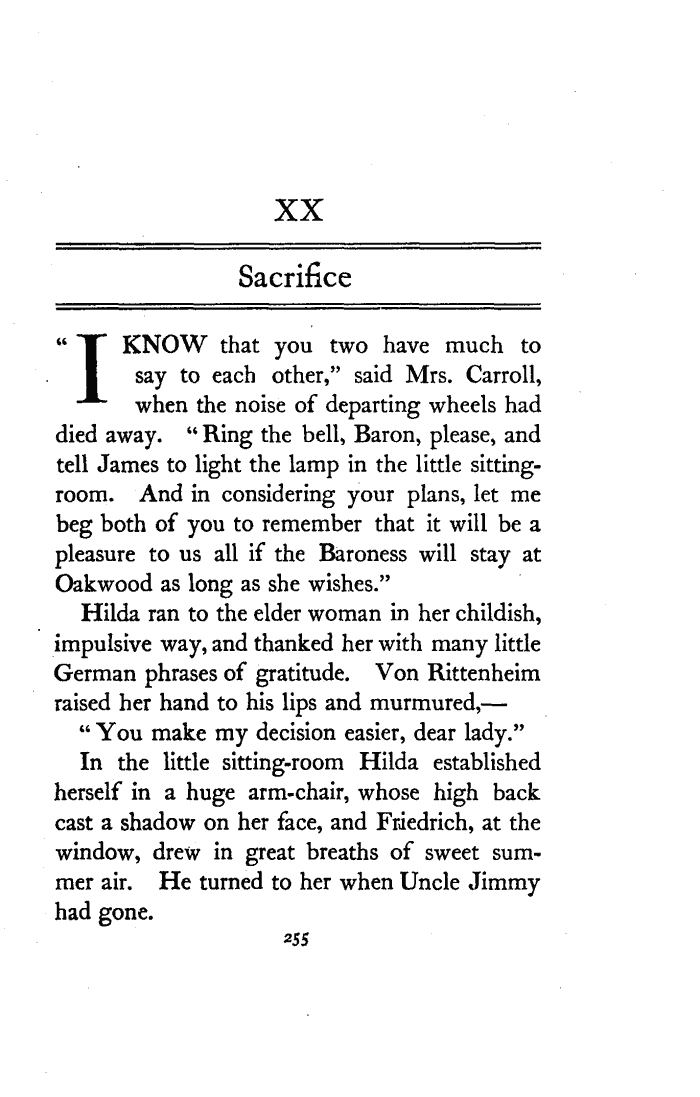 XX
Sacrifice
“I KNOW that you two have much to
say to each other,” said Mrs. Carroll,
when the noise of departing wheels had
died away. “Ring the bell, Baron, please, and
tell James to light the lamp in the little sitting-
room. And in considering your plans, let me
beg both of you to remember that it will be a
pleasure to us all if the Baroness will stay at
Oakwood as long as she wishes.”
Hilda ran to the elder woman in her childish,
impulsive way, and thanked her with many little
German phrases of gratitude. Von Rittenheim
raised her hand to his lips and murmured,—
“You make my decision easier, dear lady.”
In the little sitting-room Hilda established
herself in a huge arm-chair, whose high back
cast a shadow on her face, and Friedrich, at the
window, drew in great breaths of sweet sum-
mer air. He turned to her when Uncle Jimmy
had gone.
255